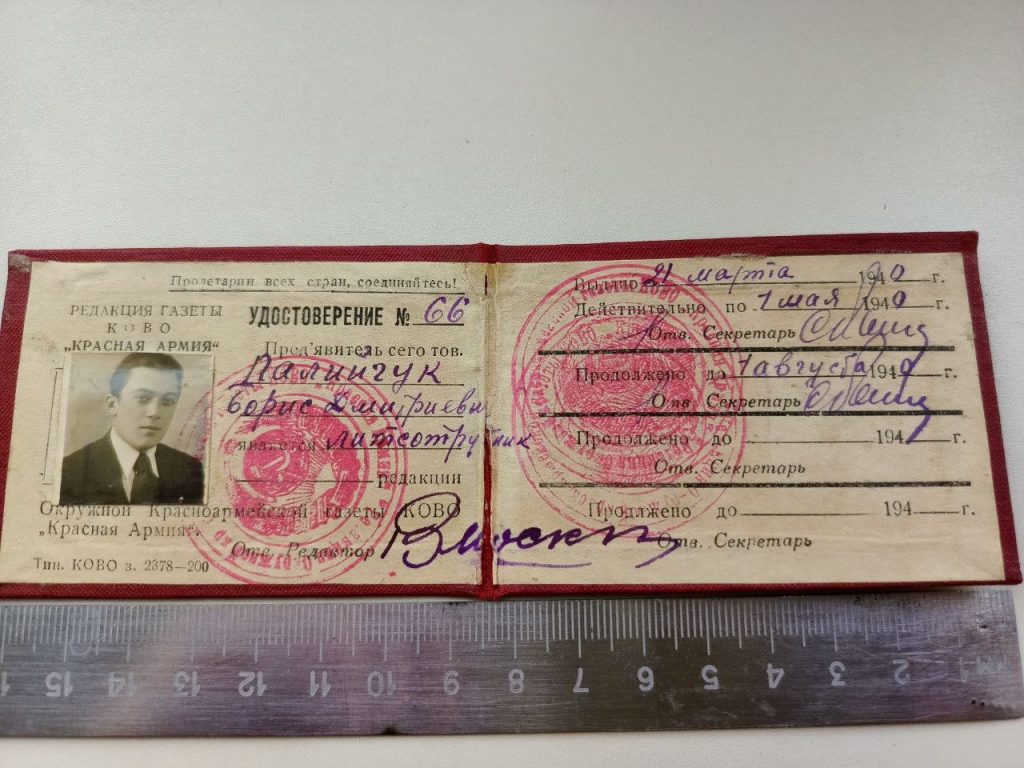 Пролетарии всех стран, соединяйтесь!
РЕДАКЦИЯ ГАЗЕТЫ
КОВО
„КРАСНАЯ АРМИЯ“
УДОСТОВЕРЕНИЕ № 66
Пред'явитель сего тов.
Палийчук
Борис Дмитриевич
является литсотрудник
редакции
Окружной Красноармейской газеты КОВО
„Красная Армия“.
Отв. Редактор
Тип. КОВО з. 2378—200
Выдано 21 марта 1940 г.
Действительно по 1 мая 1940 г.
Отв. Секретарь
Продолжено до 1 августа 1940 г.
Отв. Секретарь
Продолжено до 194 г.
Отв. Секретарь
Продолжено до 194 г.
Отв. Секретарь
1 2 3 4 5 6 7 8 9 10 11 12 13 14 15